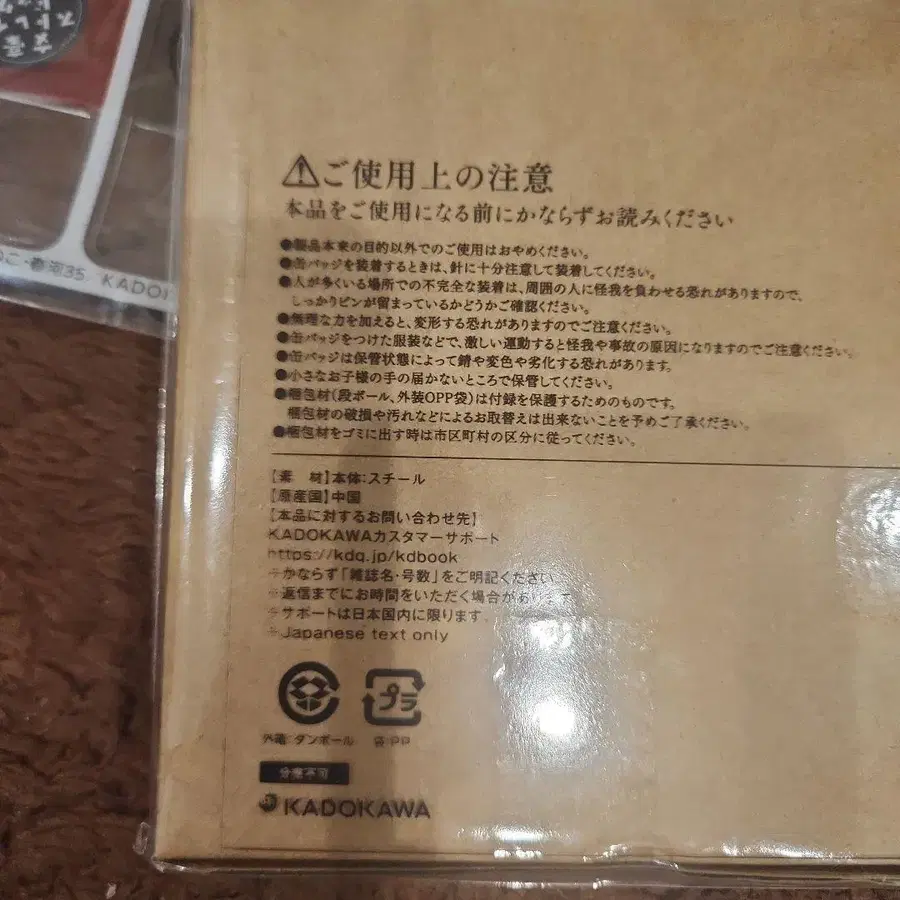 文豪
スト
ご使用上の注意
本品をご使用になる前にかならずお読みください
●製品本来の目的以外でのご使用はおやめください。
●缶バッジを装着するときは、針に十分注意して装着してください。
●人が多くいる場所での不完全な装着は、周囲の人に怪我を負わせる恐れがありますので、
しっかりピンが留まっているかどうかご確認ください。
●無理な力を加えると、変形する恐れがありますのでご注意ください。
●缶バッジをつけた服装などで、激しい運動すると怪我や事故の原因になりますのでご注意ください。
●缶バッジは保管状態によって錆や変色や劣化する恐れがあります。
●小さなお子様の手の届かないところで保管してください。
●梱包材(段ボール、外装OPP袋)は付録を保護するためのものです。
梱包材の破損や汚れなどによるお取替えは出来ないことを予めご了承ください。
●梱包材をゴミに出す時は市区町村の区分に従ってください。
【素 材】本体:スチール
【原産国】中国
【本品に対するお問い合わせ先】
KADOKAWAカスタマーサポート
https://kdq.jp/kdbook
※かならず「雑誌名・号数」をご明記ください
※返信までにお時間をいただく場合があります
※サポートは日本国内に限ります。
※Japanese text only
プラ
外箱:ダンボール 袋:PP
分売不可
KADOKAWA
河35 KADO